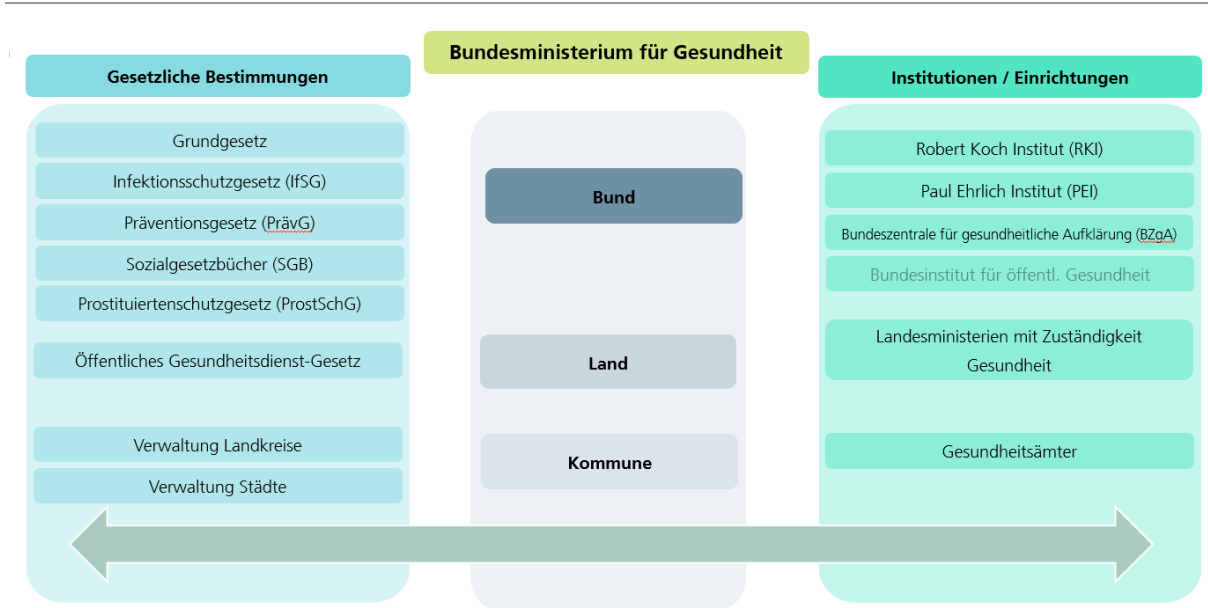 Bundesministerium für Gesundheit
Gesetzliche Bestimmungen
Grundgesetz
Infektionsschutzgesetz (IfSG)
Präventionsgesetz (PrävG)
Sozialgesetzbücher (SGB)
Prostituiertenschutzgesetz (ProstSchG)
Öffentliches Gesundheitsdienst-Gesetz
Verwaltung Landkreise
Verwaltung Städte
Bund
Land
Kommune
Institutionen / Einrichtungen
Robert Koch Institut (RKI)
Paul Ehrlich Institut (PEI)
Bundeszentrale für gesundheitliche Aufklärung (BZgA)
Bundesinstitut für öffentl. Gesundheit
Landesministerien mit Zuständigkeit
Gesundheit
Gesundheitsämter